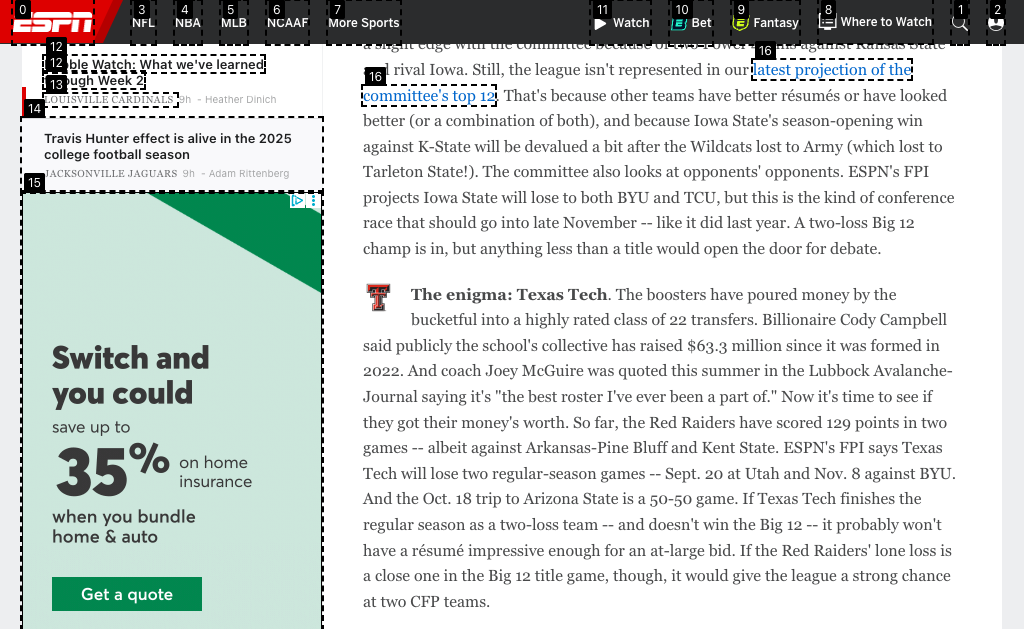 ESPN
NFL
NBA
MLB
NCAAF
More Sports
Watch
Bet
Fantasy
Where to Watch
0
3
4
5
6
7
11
10
9
8
1
2
12
12
Watch: What we've learned
Week 2
13
LOUISVILLE CARDINALS 9h - Heather Dinich
14
Travis Hunter effect is alive in the 2025
college football season
JACKSONVILLE JAGUARS 9h - Adam Rittenberg
15
Switch and
you could
save up to
35% on home
insurance
when you bundle
home & auto
Get a quote
a slight edge with the committee because of two Power teams against Kansas State
16
and rival Iowa. Still, the league isn't represented in our latest projection of the
16
committee's top 12. That's because other teams have better résumés or have looked
better (or a combination of both), and because Iowa State's season-opening win
against K-State will be devalued a bit after the Wildcats lost to Army (which lost to
Tarleton State!). The committee also looks at opponents' opponents. ESPN's FPI
projects Iowa State will lose to both BYU and TCU, but this is the kind of conference
race that should go into late November -- like it did last year. A two-loss Big 12
champ is in, but anything less than a title would open the door for debate.
The enigma: Texas Tech. The boosters have poured money by the
bucketful into a highly rated class of 22 transfers. Billionaire Cody Campbell
said publicly the school's collective has raised $63.3 million since it was formed in
2022. And coach Joey McGuire was quoted this summer in the Lubbock Avalanche-
Journal saying it's "the best roster I've ever been a part of." Now it's time to see if
they got their money's worth. So far, the Red Raiders have scored 129 points in two
games -- albeit against Arkansas-Pine Bluff and Kent State. ESPN's FPI says Texas
Tech will lose two regular-season games -- Sept. 20 at Utah and Nov. 8 against BYU.
And the Oct. 18 trip to Arizona State is a 50-50 game. If Texas Tech finishes the
regular season as a two-loss team -- and doesn't win the Big 12 -- it probably won't
have a résumé impressive enough for an at-large bid. If the Red Raiders' lone loss is
a close one in the Big 12 title game, though, it would give the league a strong chance
at two CFP teams.